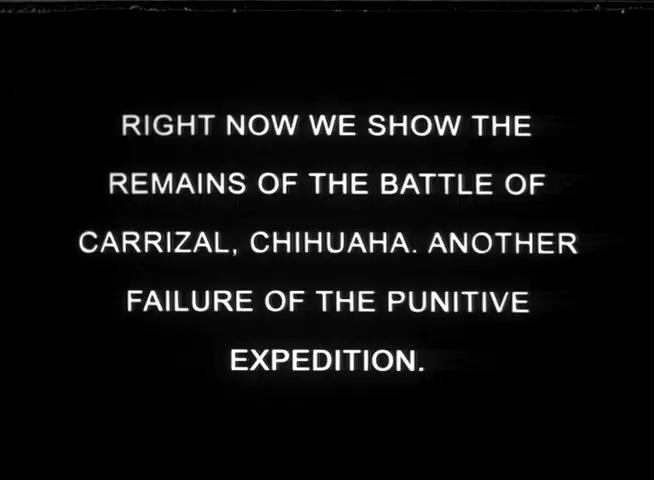 RIGHT NOW WE SHOW THE
REMAINS OF THE BATTLE OF
CARRIZAL, CHIHUAHA. ANOTHER
FAILURE OF THE PUNITIVE
EXPEDITION.